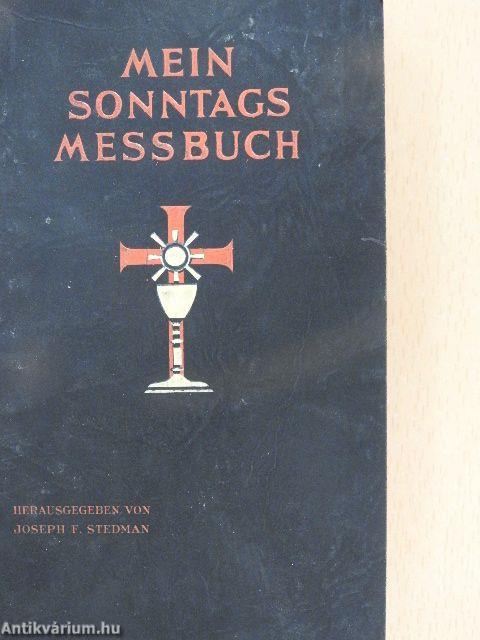 MEIN
SONNTAGS
MESSBUCH
HERAUSGEGEBEN VON
JOSEPH F. STEDMAN
Antikvárium.hu